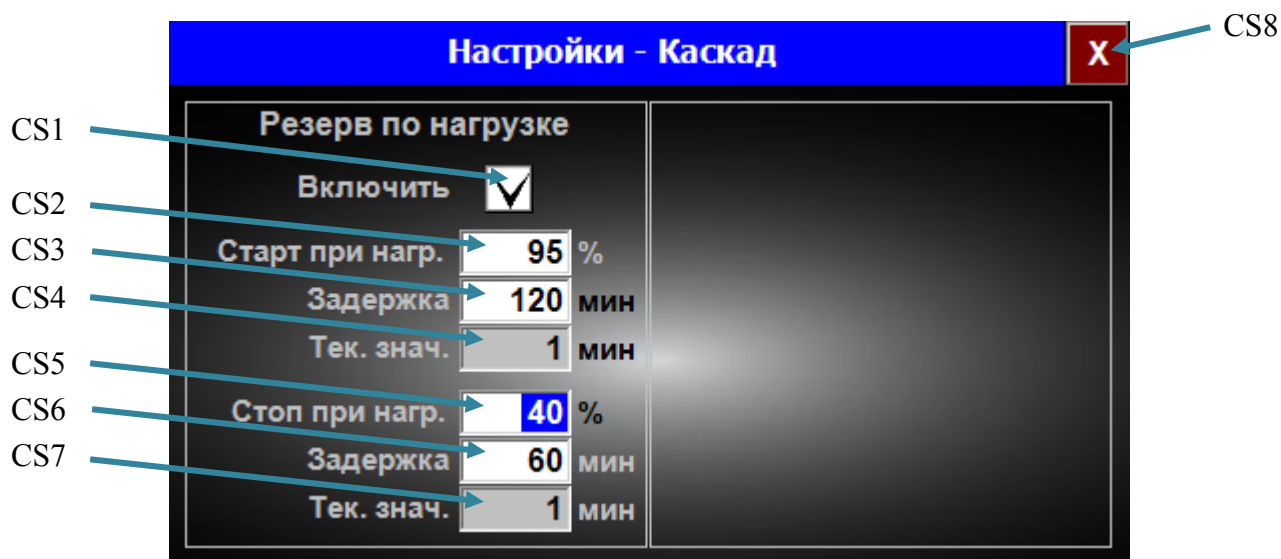 CS8
Настройки - Каскад X
Резерв по нагрузке
CS1
Включить
CS2
Старт при нагр. 95 %
CS3
Задержка 120 мин
CS4
Тек. знач. 1 мин
CS5
Стоп при нагр. 40 %
CS6
Задержка 60 мин
CS7
Тек. знач. 1 мин